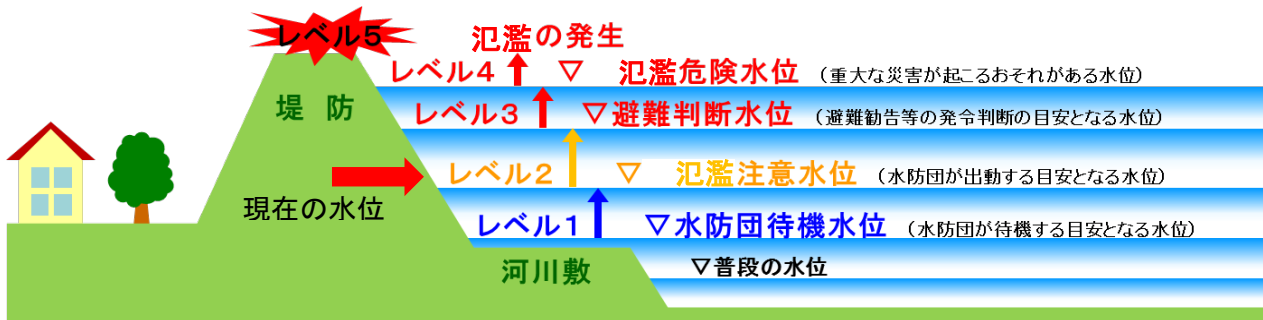 レベル5 氾濫の発生
レベル4 ▽ 氾濫危険水位 (重大な災害が起こるおそれがある水位)
堤 防 レベル3 ▽避難判断水位 (避難勧告等の発令判断の目安となる水位)
レベル2 ▽ 氾濫注意水位 (水防団が出動する目安となる水位)
現在の水位 レベル1 ▽水防団待機水位 (水防団が待機する目安となる水位)
河川敷 ▽普段の水位